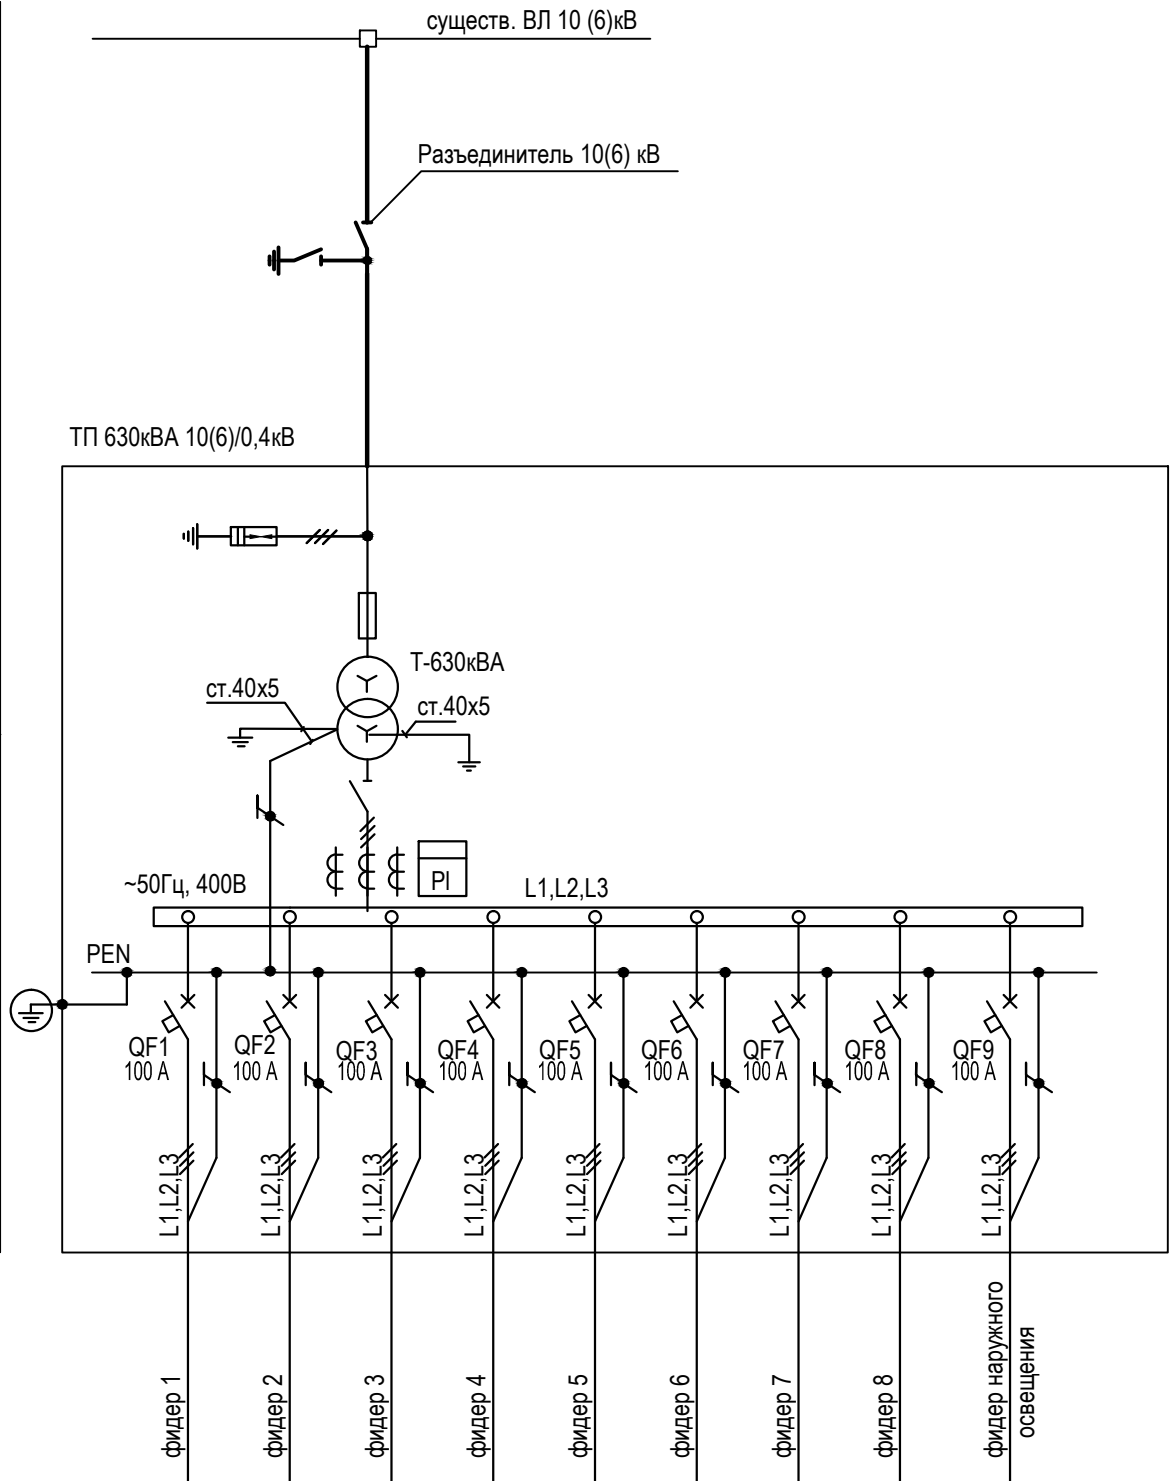 существ. ВЛ 10 (6)кВ
Разъединитель 10(6) кВ
ТП 630кВА 10(6)/0,4кВ
Т-630кВА
ст.40х5
ст.40х5
PI
~50Гц, 400В
L1,L2,L3
PEN
QF1
100 А
QF2
100 А
QF3
100 А
QF4
100 А
QF5
100 А
QF6
100 А
QF7
100 А
QF8
100 А
QF9
100 А
L1,L2,L3
L1,L2,L3
L1,L2,L3
L1,L2,L3
L1,L2,L3
L1,L2,L3
L1,L2,L3
L1,L2,L3
L1,L2,L3
фидер 1
фидер 2
фидер 3
фидер 4
фидер 5
фидер 6
фидер 7
фидер 8
фидер наружного
освещения